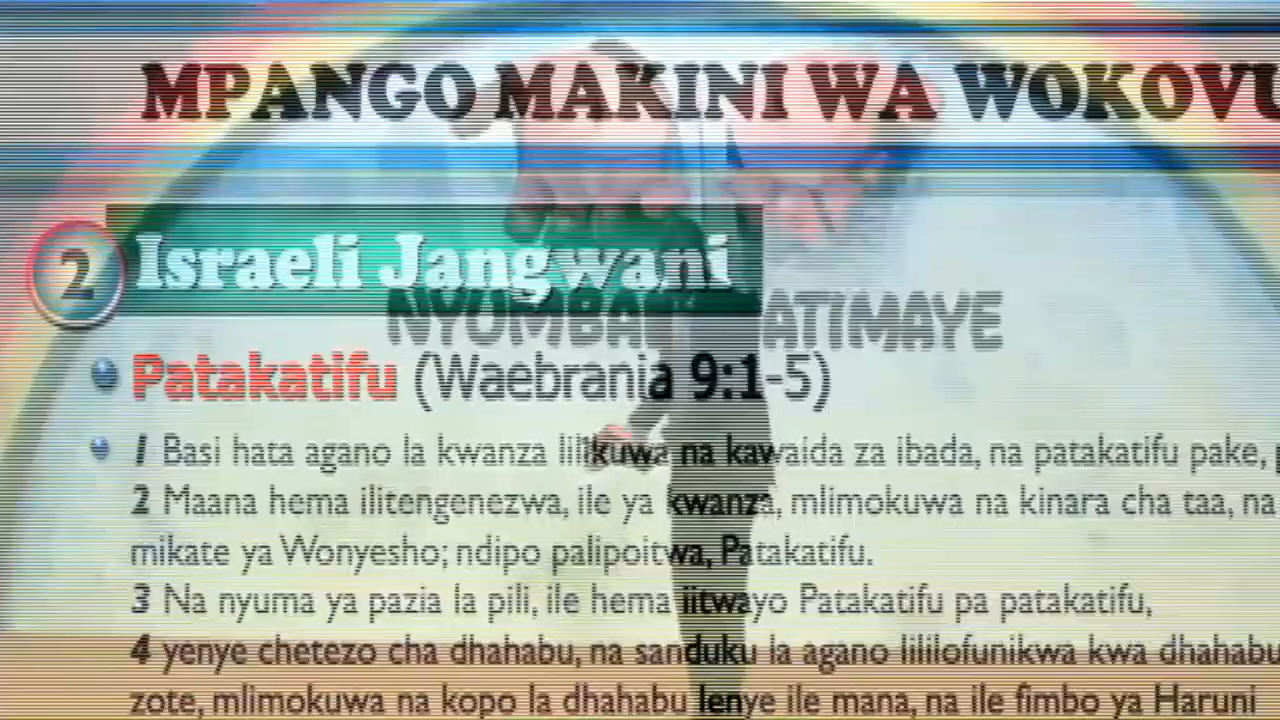 MPANGO MAKINI WA WOKOVU
2 Israeli Jangwani
NYOMBA ATIMAYE
Patakatifu (Waebrania 9:1-5)
1 Basi hata agano la kwanza lilikuwa na kawaida za ibada, na patakatifu pake,
2 Maana hema ilitengenezwa, ile ya kwanza, mlimokuwa na kinara cha taa, na
mikate ya Wonyesho; ndipo palipoitwa, Patakatifu.
3 Na nyuma ya pazia la pili, ile hema iitwayo Patakatifu pa patakatifu,
4 yenye chetezo cha dhahabu, na sanduku la agano lililofunikwa kwa dhahabu
zote, mlimokuwa na kopo la dhahabu lenye ile mana, na ile fimbo ya Haruni